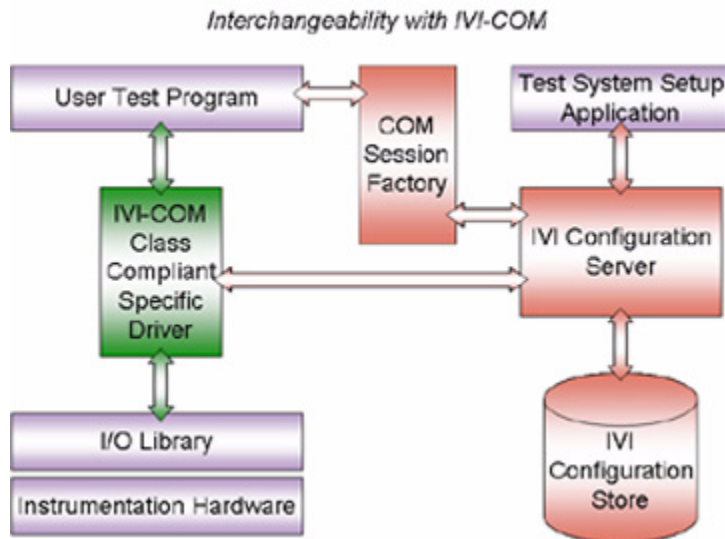 Interchangeability with IVI-COM
User Test Program
COM
Session
Factory
Test System Setup
Application
IVI-COM
Class
Compliant
Specific
Driver
IVI Configuration
Server
I/O Library
Instrumentation Hardware
IVI
Configuration
Store